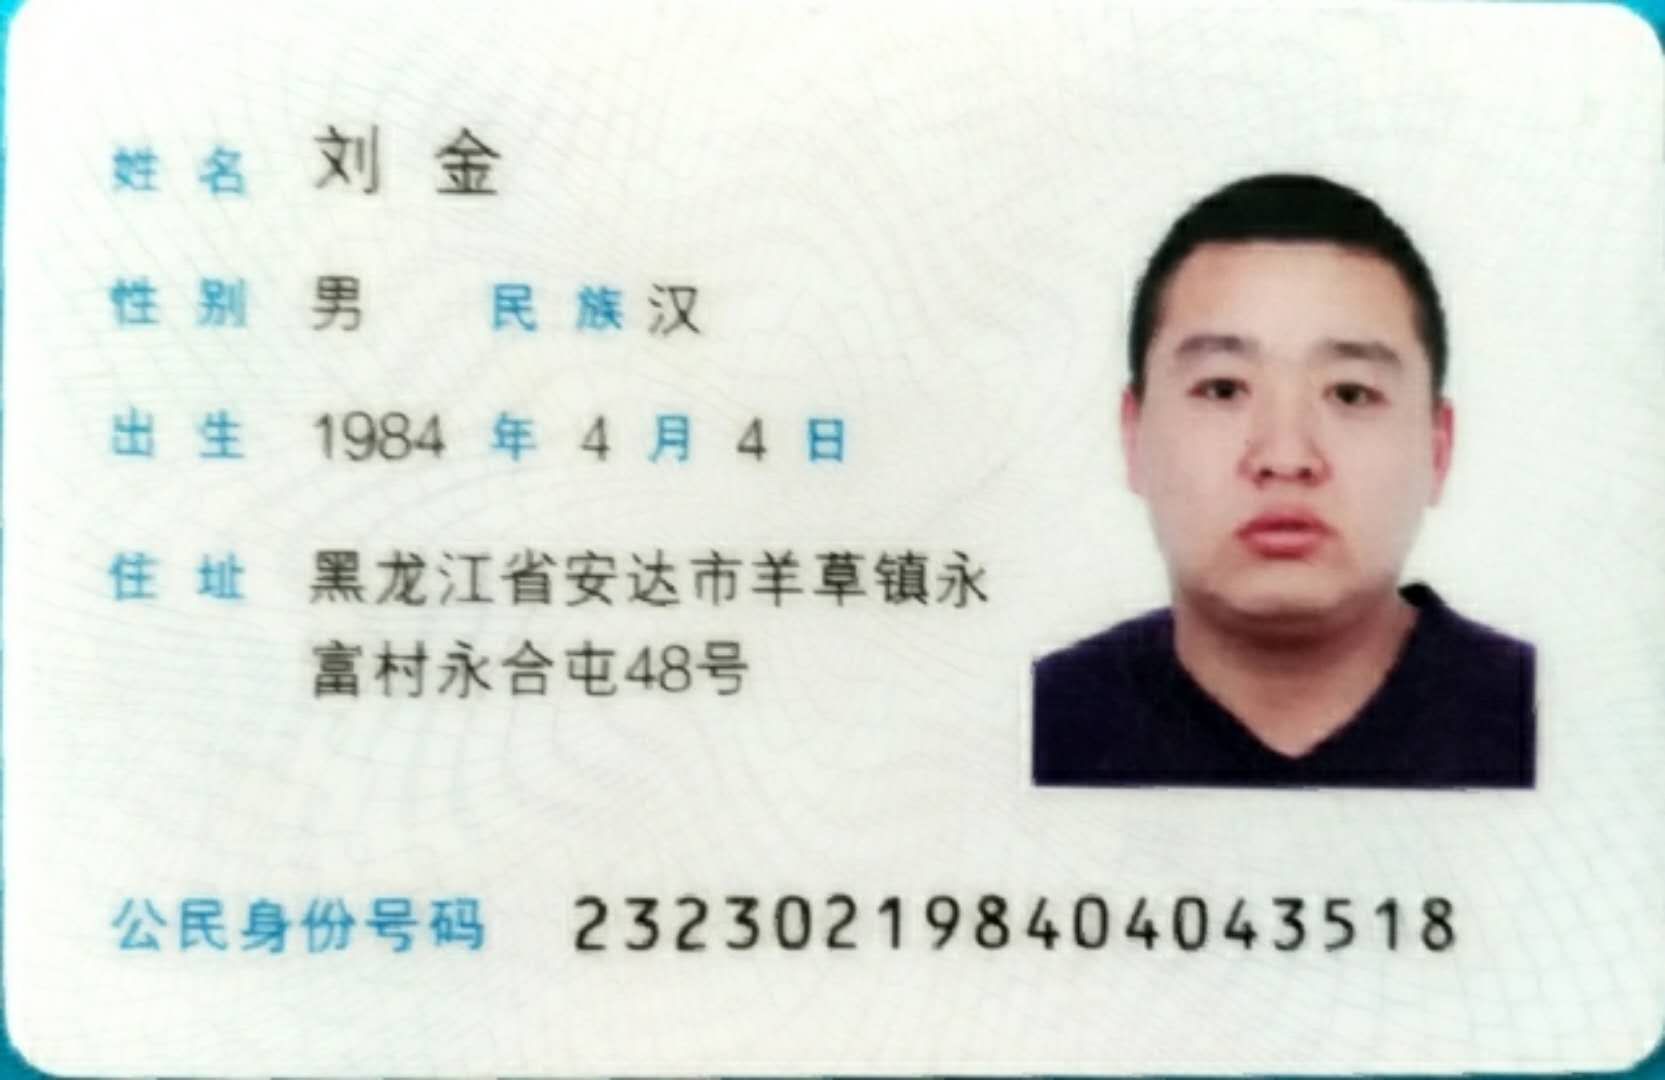 姓名 刘金
性别 男 民族 汉
出生 1984 年 4 月 4 日
住址 黑龙江省安达市羊草镇永
富村永合屯48号
公民身份号码 232302198404043518